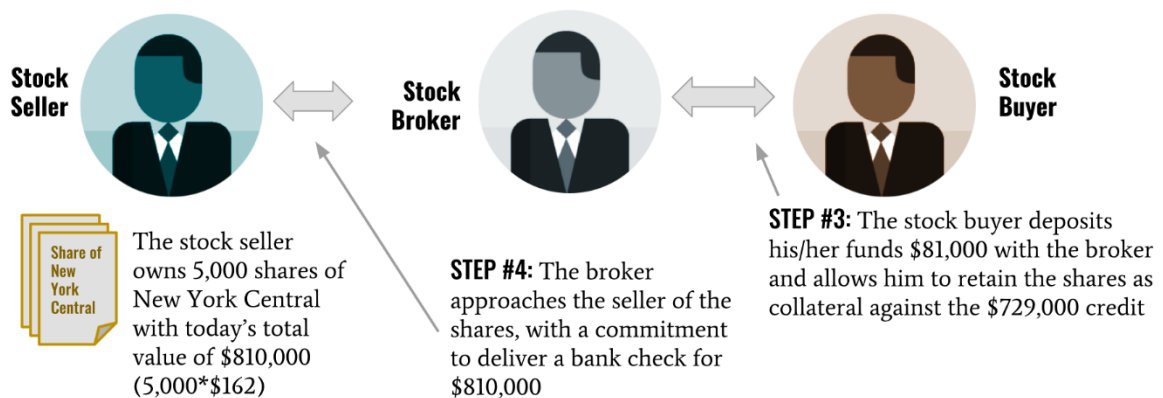 Stock
Seller
Stock
Broker
Stock
Buyer
Share of
New
York
Central
The stock seller
owns 5,000 shares of
New York Central
with today's total
value of $810,000
(5,000*$162)
STEP #4: The broker
approaches the seller of the
shares, with a commitment
to deliver a bank check for
$810,000
STEP #3: The stock buyer deposits
his/her funds $81,000 with the broker
and allows him to retain the shares as
collateral against the $729,000 credit